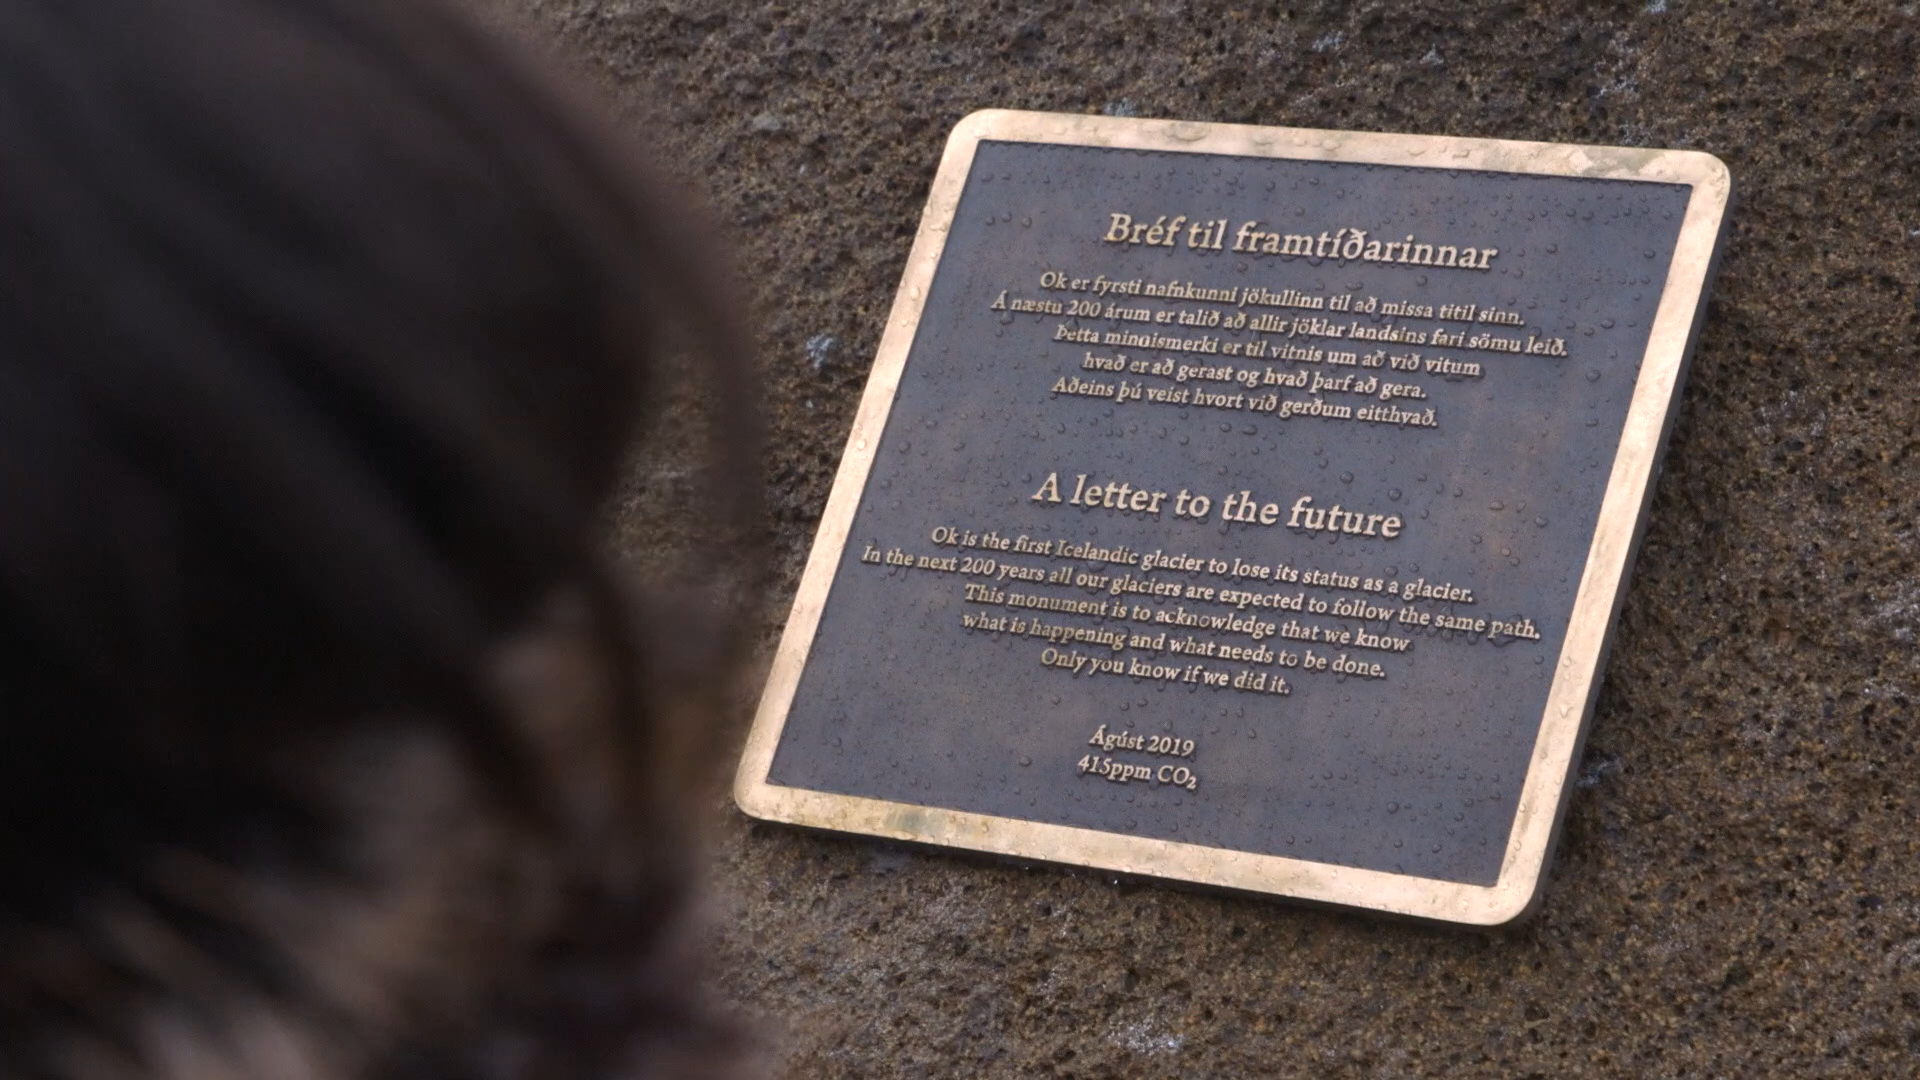 Bréf til framtíðarinnar
Ok er fyrsti nafnkunni jökullinn til að missa titil sinn.
Á næstu 200 árum er talið að allir jöklar landsins fari sömu leið.
Þetta minnismerki er til vitnis um að við vitum
hvað er að gerast og hvað þarf að gera.
Aðeins þú veist hvort við gerðum eitthvað.
A letter to the future
Ok is the first Icelandic glacier to lose its status as a glacier.
In the next 200 years all our glaciers are expected to follow the same path.
This monument is to acknowledge that we know
what is happening and what needs to be done.
Only you know if we did it.
Ágúst 2019
415ppm CO₂